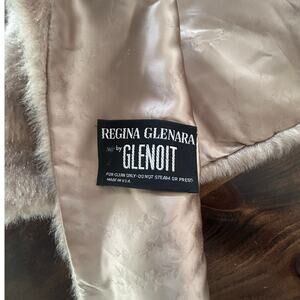 REGINA GLENARA
by
GLENOIT
FUR CLEAN ONLY-DO NOT STEAM OR PRESS
MADE IN U.S.A.